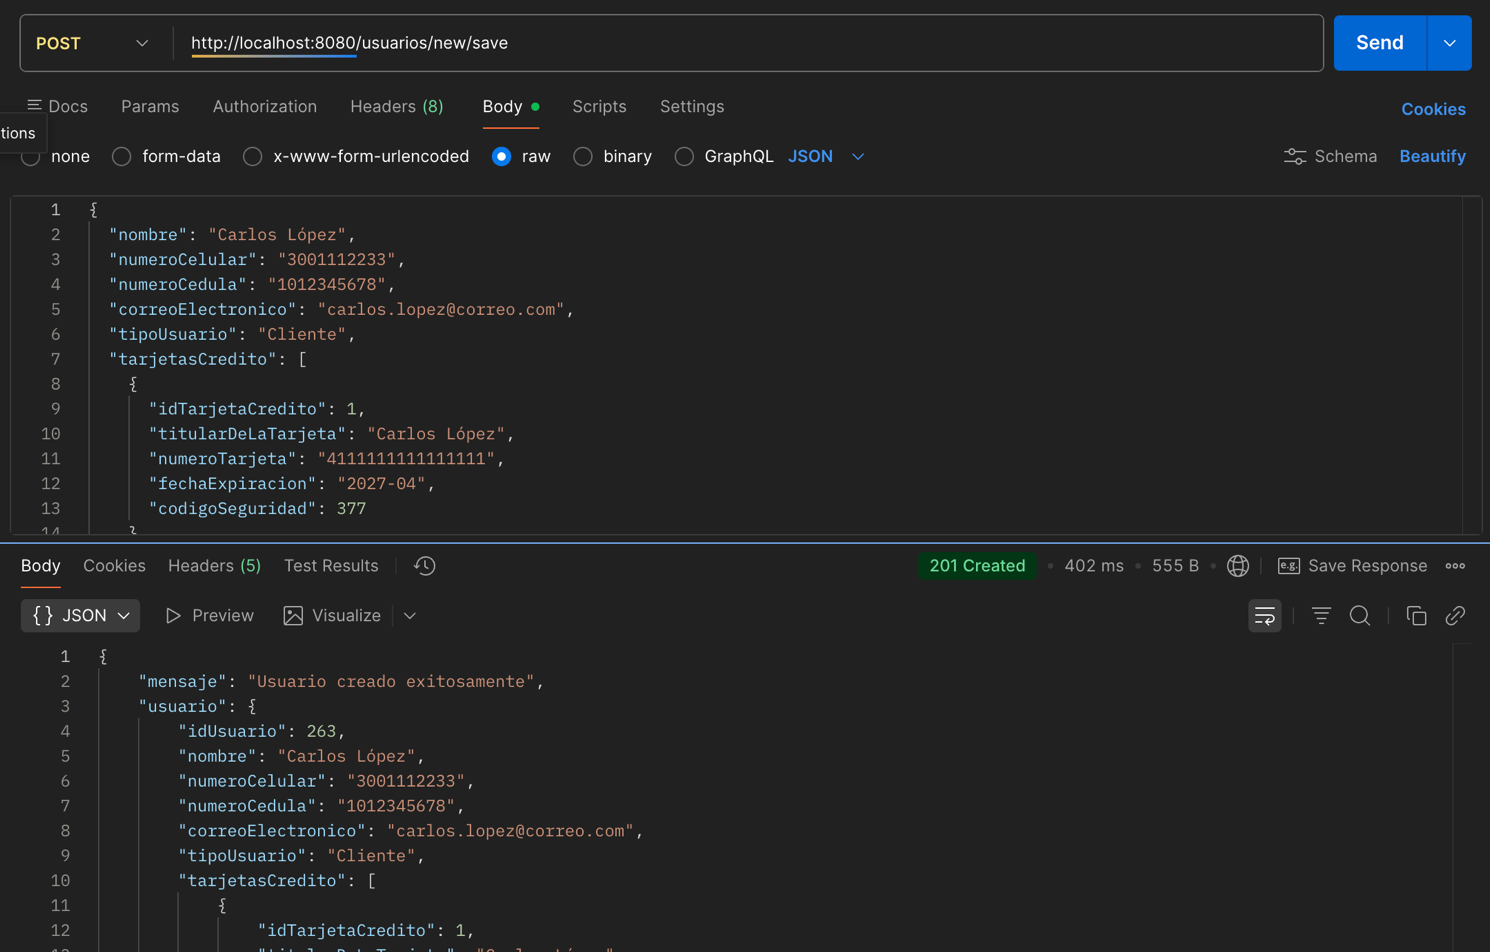 POST http://localhost:8080/usuarios/new/save Send
Docs Params Authorization Headers (8) Body Scripts Settings Cookies
tions
none form-data x-www-form-urlencoded raw binary GraphQL JSON Schema Beautify
1 {
2 "nombre": "Carlos López",
3 "numeroCelular": "3001112233",
4 "numeroCedula": "1012345678",
5 "correoElectronico": "carlos.lopez@correo.com",
6 "tipoUsuario": "Cliente",
7 "tarjetasCredito": [
8 {
9 "idTarjetaCredito": 1,
10 "titularDeLaTarjeta": "Carlos López",
11 "numeroTarjeta": "4111111111111111",
12 "fechaExpiracion": "2027-04",
13 "codigoSeguridad": 377
14 }
Body Cookies Headers (5) Test Results 201 Created 402 ms 555 B e.g. Save Response
{} JSON Preview Visualize
1 {
2 "mensaje": "Usuario creado exitosamente",
3 "usuario": {
4 "idUsuario": 263,
5 "nombre": "Carlos López",
6 "numeroCelular": "3001112233",
7 "numeroCedula": "1012345678",
8 "correoElectronico": "carlos.lopez@correo.com",
9 "tipoUsuario": "Cliente",
10 "tarjetasCredito": [
11 {
12 "idTarjetaCredito": 1,